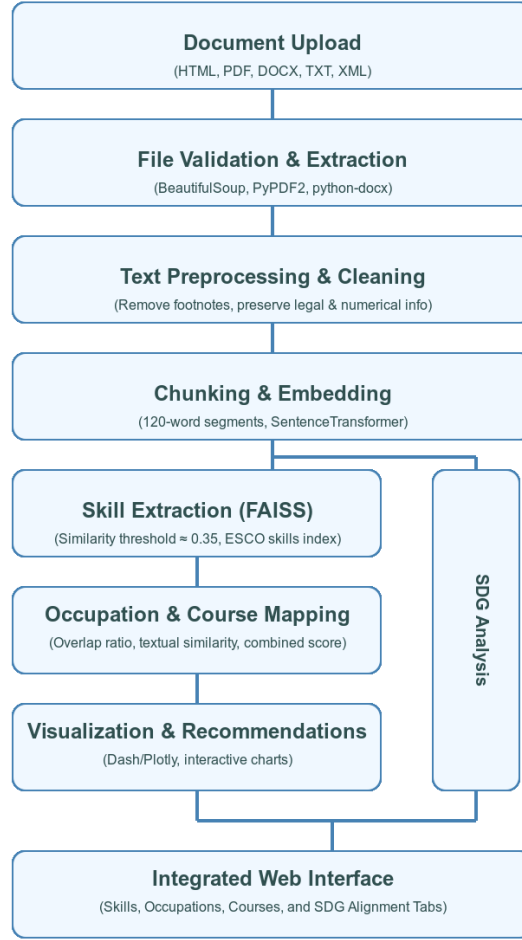 Document Upload
(HTML, PDF, DOCX, TXT, XML)
File Validation & Extraction
(BeautifulSoup, PyPDF2, python-docx)
Text Preprocessing & Cleaning
(Remove footnotes, preserve legal & numerical info)
Chunking & Embedding
(120-word segments, SentenceTransformer)
Skill Extraction (FAISS)
(Similarity threshold ≈ 0.35, ESCO skills index)
Occupation & Course Mapping
(Overlap ratio, textual similarity, combined score)
Visualization & Recommendations
(Dash/Plotly, interactive charts)
SDG Analysis
Integrated Web Interface
(Skills, Occupations, Courses, and SDG Alignment Tabs)